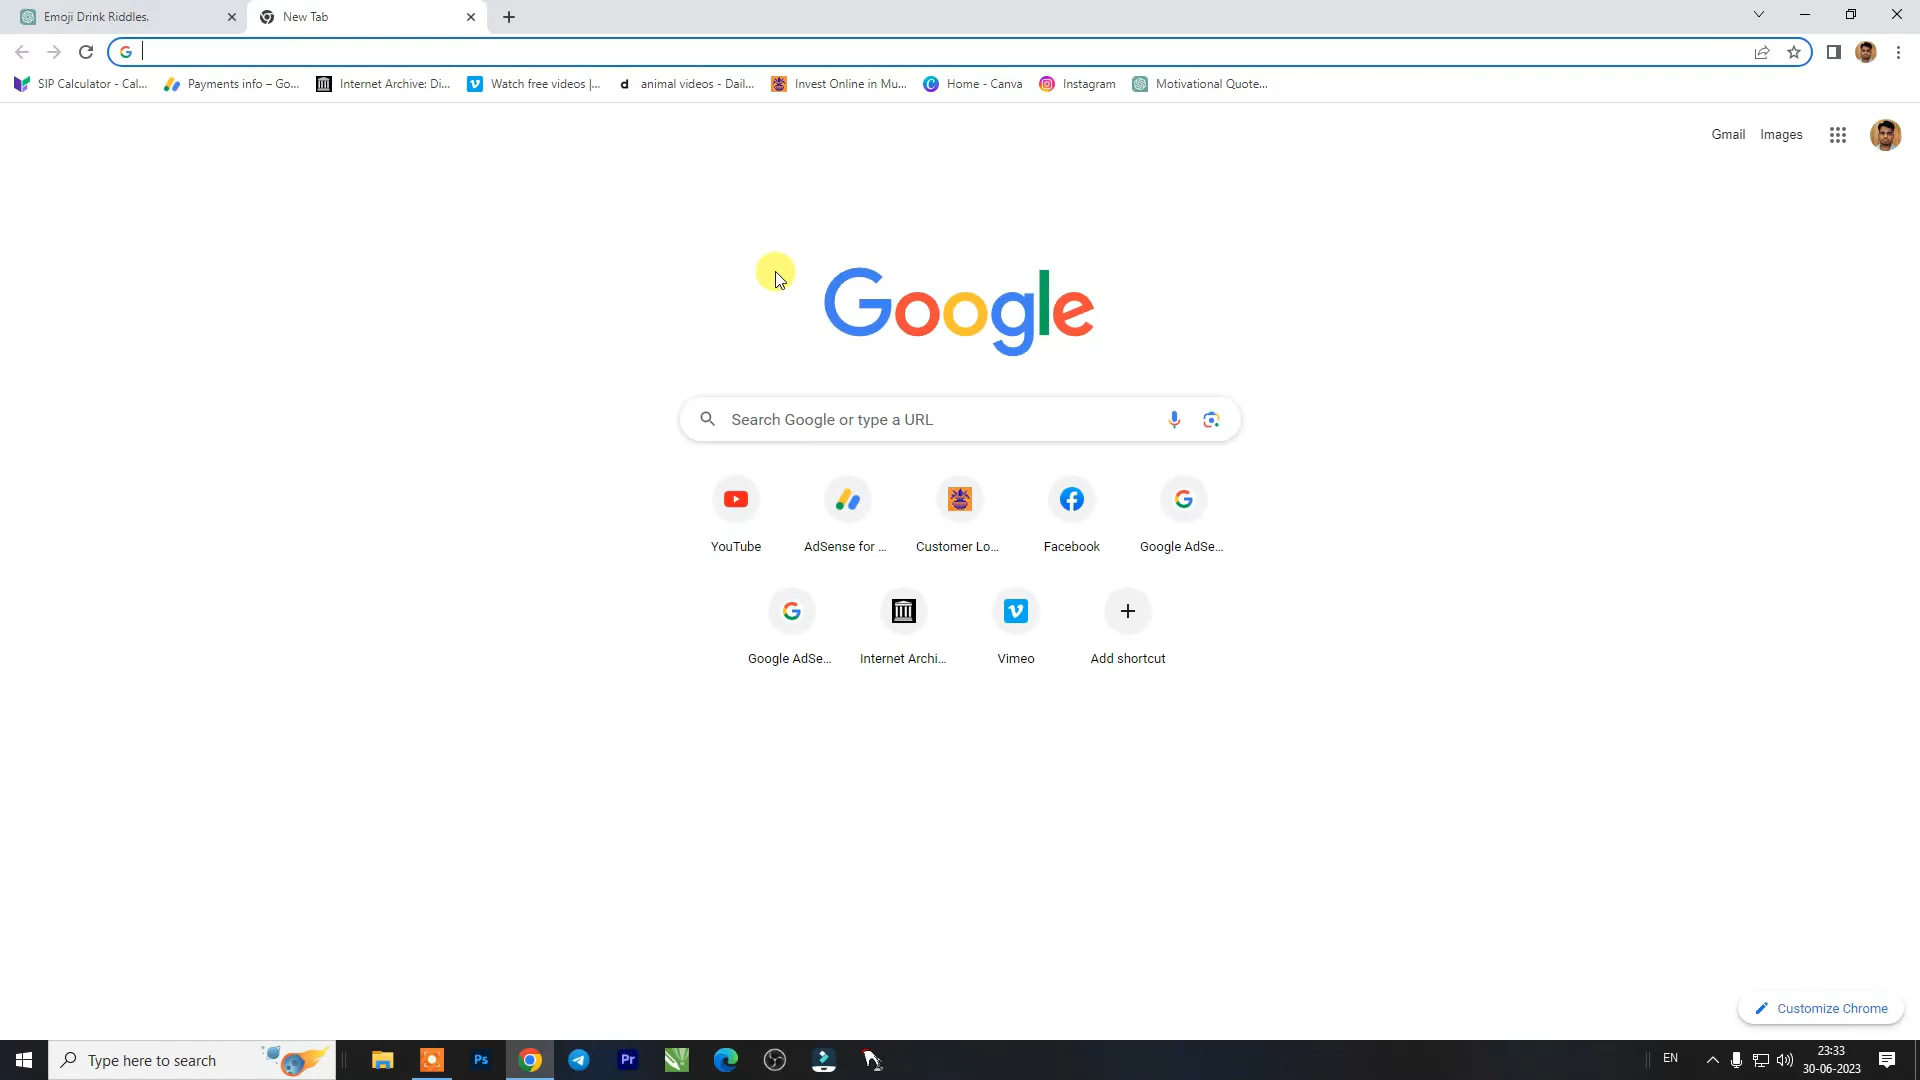 Emoji Drink Riddles.
New Tab
SIP Calculator - Cal...
Payments info – Go...
Internet Archive: Di...
Watch free videos |...
d animal videos - Dail...
Invest Online in Mu...
Home - Canva
Instagram
Motivational Quote...
Gmail Images
Google
Search Google or type a URL
YouTube
AdSense for ...
Customer Lo...
Facebook
Google AdSe...
Google AdSe...
Internet Archi...
Vimeo
Add shortcut
Customize Chrome
Type here to search
Ps
Pr
EN
23:33
30-06-2023